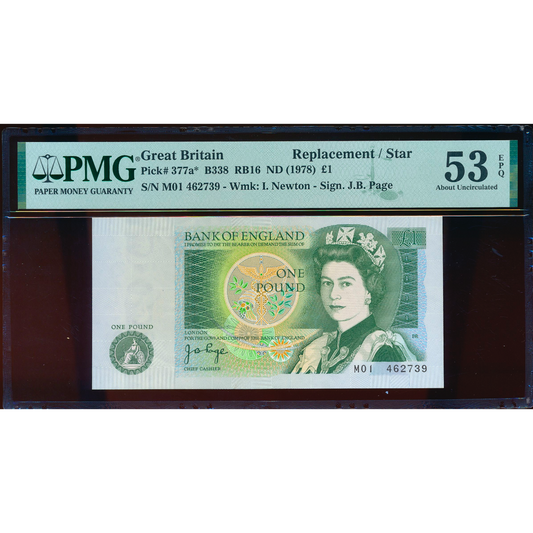 PMG
PAPER MONEY GUARANTY
Great Britain Replacement / Star
Pick# 377a* B338 RB16 ND (1978) £1
S/N M01 462739 - Wmk: I. Newton - Sign. J.B. Page
53 EPQ
About Uncirculated
BANK OF ENGLAND
I PROMISE TO PAY THE BEARER ON DEMAND THE SUM OF
£1
ONE
POUND
ONE POUND
LONDON
FOR THE GOVR AND COMPA OF THE BANK OF ENGLAND
CHIEF CASHIER
M01 462739